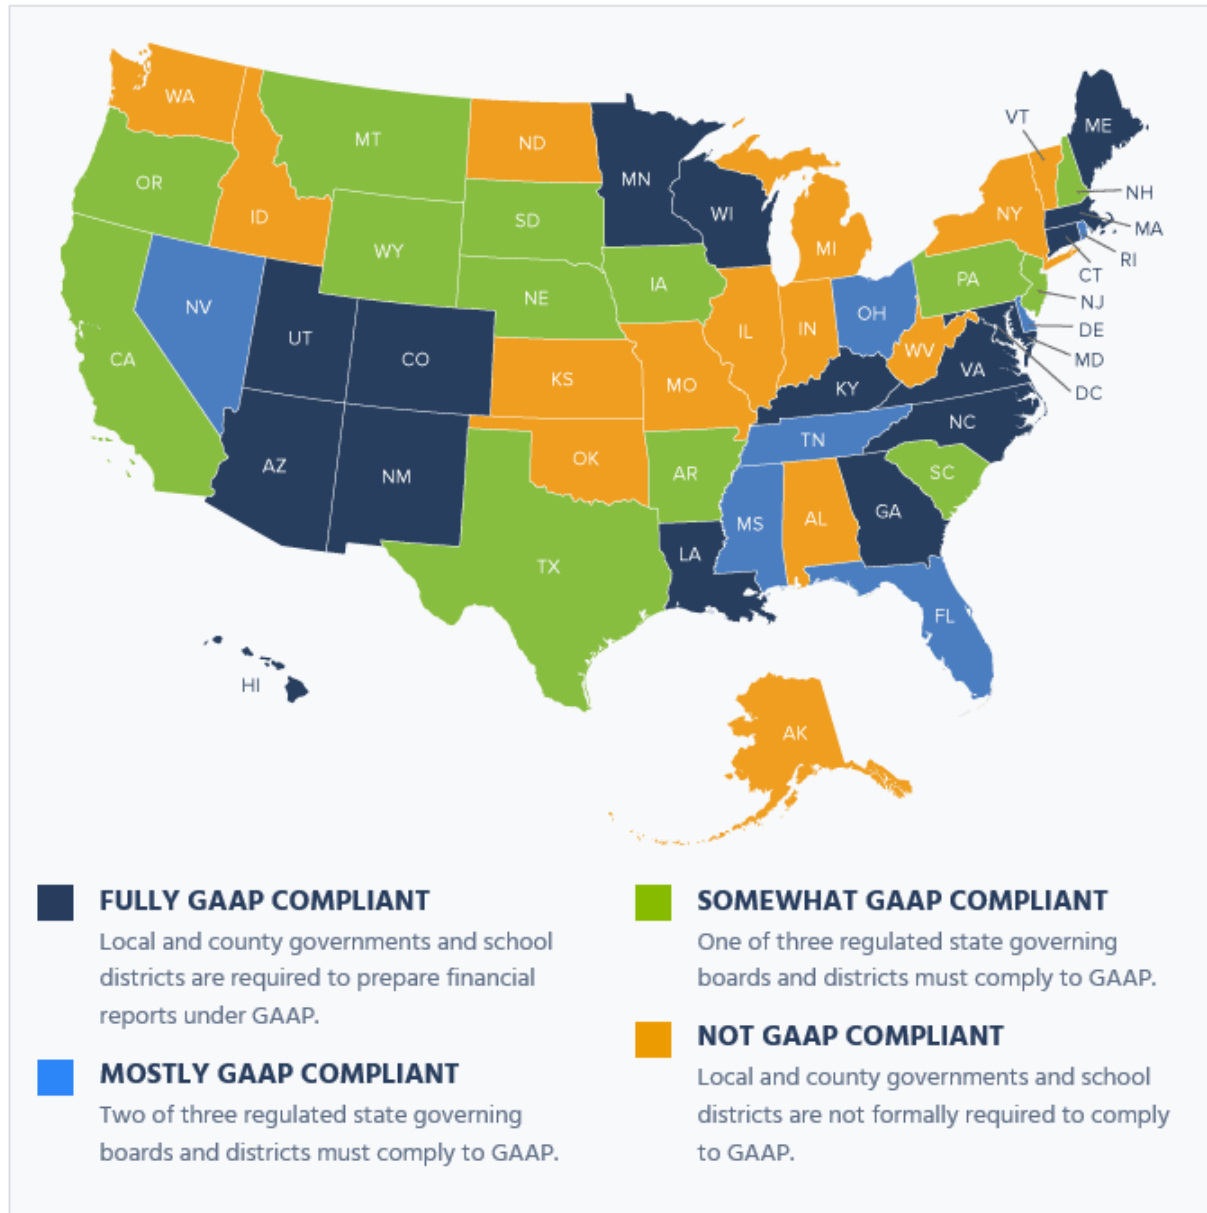 WA
MT
ND
MN
VT
ME
OR
ID
SD
WI
NY
NH
MA
MI
RI
WY
CT
NV
NE
IA
PA
NJ
UT
CO
IL
IN
OH
DE
CA
WV
MD
KS
MO
KY
VA
DC
AZ
NM
OK
TN
NC
AR
SC
MS
AL
GA
LA
TX
FL
HI
AK
FULLY GAAP COMPLIANT
Local and county governments and school
districts are required to prepare financial
reports under GAAP.
MOSTLY GAAP COMPLIANT
Two of three regulated state governing
boards and districts must comply to GAAP.
SOMEWHAT GAAP COMPLIANT
One of three regulated state governing
boards and districts must comply to GAAP.
NOT GAAP COMPLIANT
Local and county governments and school
districts are not formally required to comply
to GAAP.